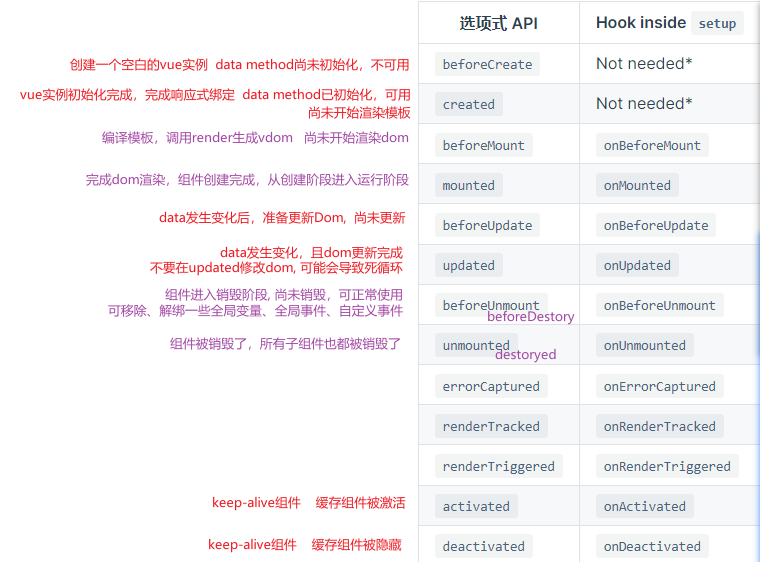 选项式 API Hook inside setup
创建一个空白的vue实例 data method尚未初始化，不可用 beforeCreate Not needed*
vue实例初始化完成，完成响应式绑定 data method已初始化，可用
尚未开始渲染模板 created Not needed*
编译模板，调用render生成vdom 尚未开始渲染dom beforeMount onBeforeMount
完成dom渲染，组件创建完成，从创建阶段进入运行阶段 mounted onMounted
data发生变化后，准备更新Dom, 尚未更新 beforeUpdate onBeforeUpdate
data发生变化，且dom更新完成
不要在updated修改dom, 可能会导致死循环 updated onUpdated
组件进入销毁阶段, 尚未销毁，可正常使用
可移除、解绑一些全局变量、全局事件、自定义事件 beforeUnmount onBeforeUnmount
beforeDestory
组件被销毁了，所有子组件也都被销毁了 unmounted onUnmounted
destoryed
errorCaptured onErrorCaptured
renderTracked onRenderTracked
renderTriggered onRenderTriggered
keep-alive组件 缓存组件被激活 activated onActivated
keep-alive组件 缓存组件被隐藏 deactivated onDeactivated